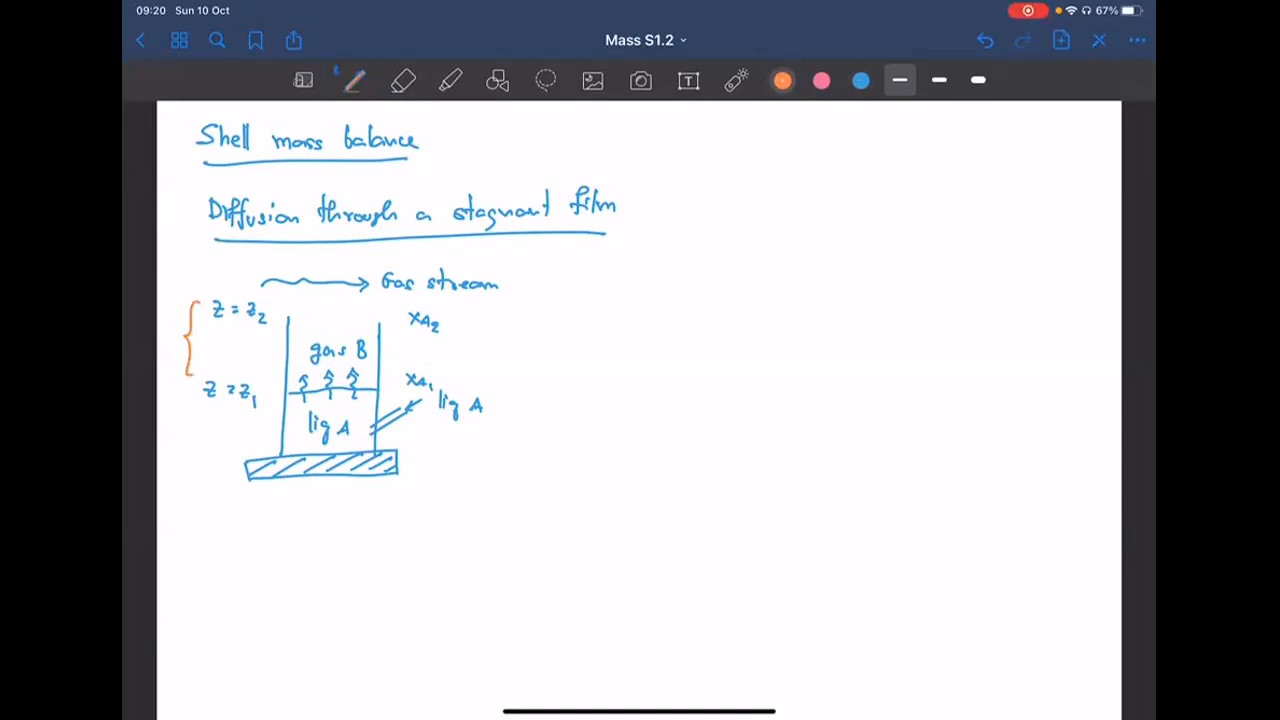 09:20 Sun 10 Oct
67%
Mass S1.2
T
Shell mass balance
Diffusion through a stagnant film
Gas stream
z = z2
xA2
gas B
z = z1
xA1
liq A
liq A